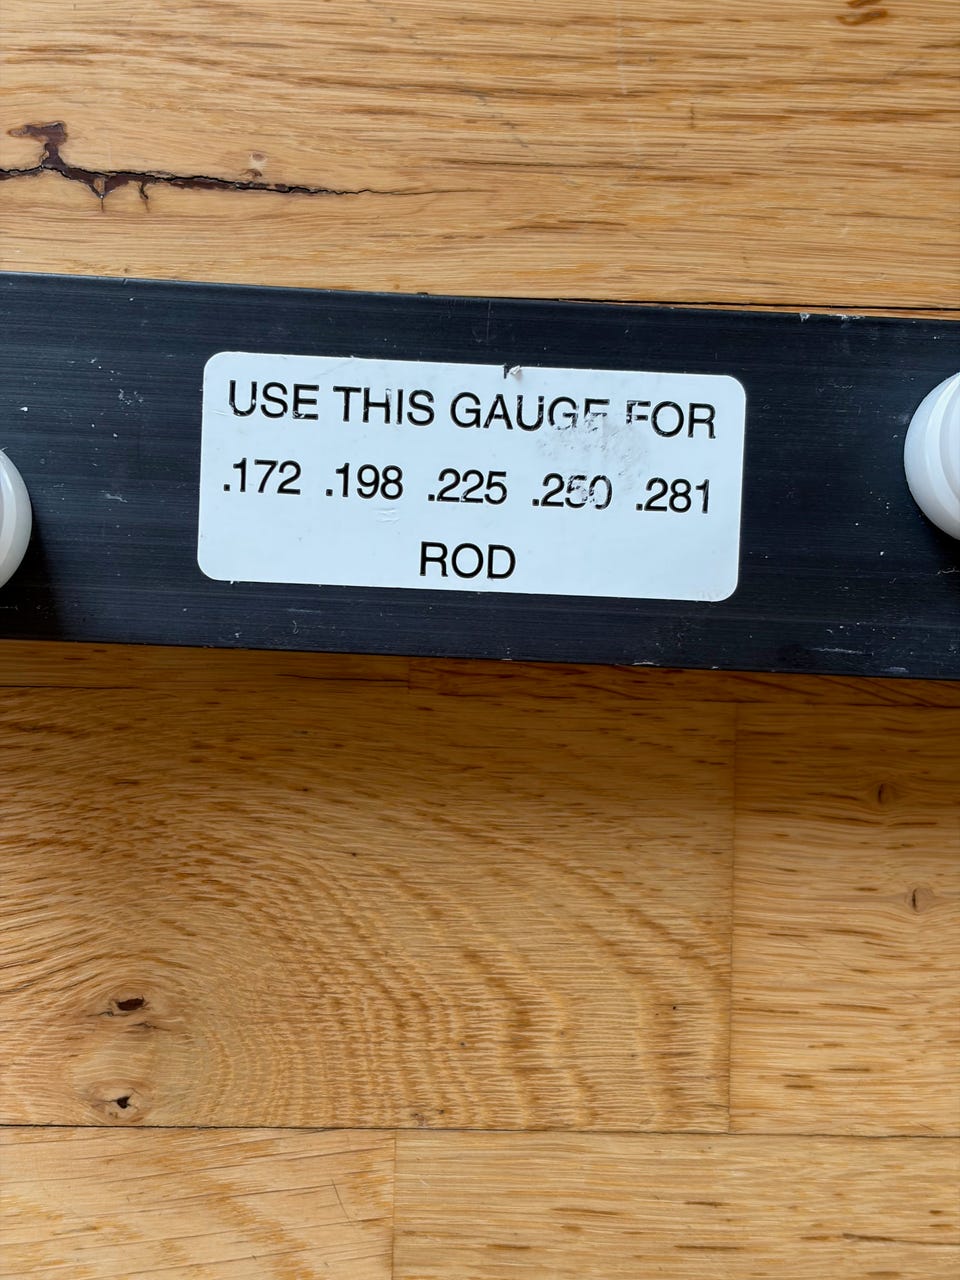 USE THIS GAUGE FOR
.172 .198 .225 .250 .281
ROD